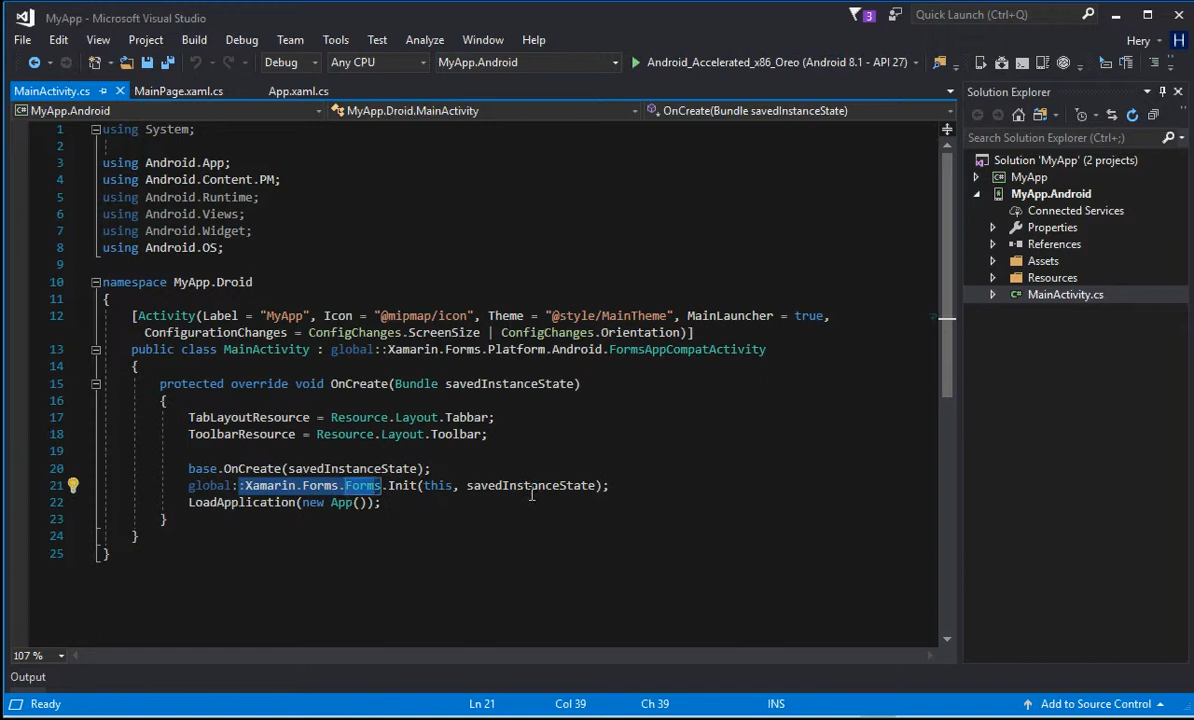 MyApp - Microsoft Visual Studio
3
Quick Launch (Ctrl+Q)
File Edit View Project Build Debug Team Tools Test Analyze Window Help
Hery H
Debug Any CPU MyApp.Android Android_Accelerated_x86_Oreo (Android 8.1 - API 27)
MainActivity.cs MainPage.xaml.cs App.xaml.cs
MyApp.Android MyApp.Droid.MainActivity OnCreate(Bundle savedInstanceState)
1 using System;
2
3 using Android.App;
4 using Android.Content.PM;
5 using Android.Runtime;
6 using Android.Views;
7 using Android.Widget;
8 using Android.OS;
9
10 namespace MyApp.Droid
11 {
12 [Activity(Label = "MyApp", Icon = "@mipmap/icon", Theme = "@style/MainTheme", MainLauncher = true,
ConfigurationChanges = ConfigChanges.ScreenSize | ConfigChanges.Orientation)]
13 public class MainActivity : global::Xamarin.Forms.Platform.Android.FormsAppCompatActivity
14 {
15 protected override void OnCreate(Bundle savedInstanceState)
16 {
17 TabLayoutResource = Resource.Layout.Tabbar;
18 ToolbarResource = Resource.Layout.Toolbar;
19
20 base.OnCreate(savedInstanceState);
21 global::Xamarin.Forms.Forms.Init(this, savedInstanceState);
22 LoadApplication(new App());
23 }
24 }
25 }
107 %
Output
Ready Ln 21 Col 39 Ch 39 INS Add to Source Control
Solution Explorer
Search Solution Explorer (Ctrl+;)
Solution 'MyApp' (2 projects)
C# MyApp
MyApp.Android
Connected Services
Properties
References
Assets
Resources
C# MainActivity.cs